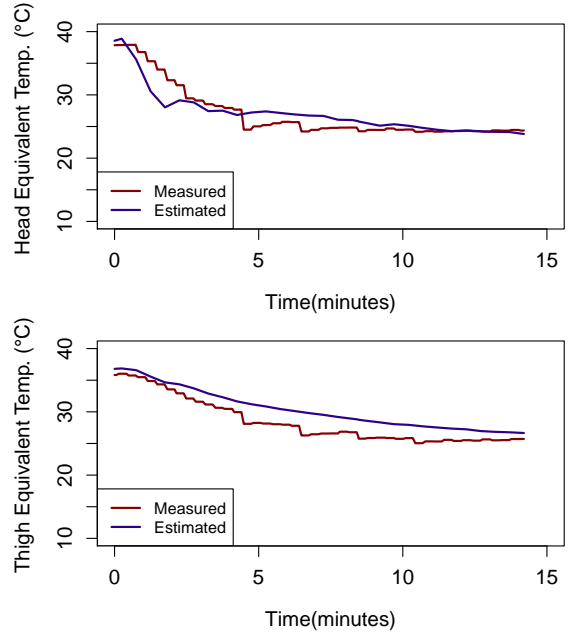 Head Equivalent Temp. (°C)
40
30
20
10
Measured
Estimated
0
5
10
15
Time(minutes)
Thigh Equivalent Temp. (°C)
40
30
20
10
Measured
Estimated
0
5
10
15
Time(minutes)